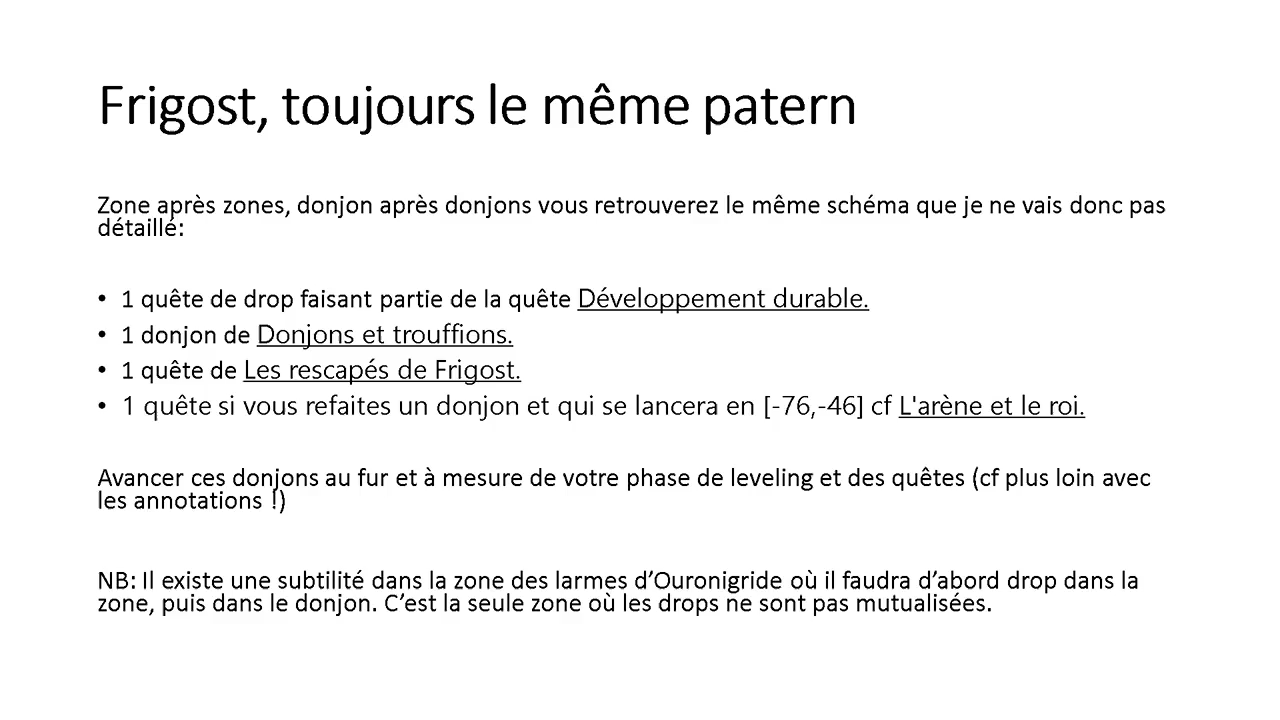 Frigost, toujours le même patern
Zone après zones, donjon après donjons vous retrouverez le même schéma que je ne vais donc pas
détaillé:
• 1 quête de drop faisant partie de la quête Développement durable.
• 1 donjon de Donjons et trouffions.
• 1 quête de Les rescapés de Frigost.
• 1 quête si vous refaites un donjon et qui se lancera en [-76,-46] cf L'arène et le roi.
Avancer ces donjons au fur et à mesure de votre phase de leveling et des quêtes (cf plus loin avec
les annotations !)
NB: Il existe une subtilité dans la zone des larmes d’Ouronigride où il faudra d’abord drop dans la
zone, puis dans le donjon. C’est la seule zone où les drops ne sont pas mutualisées.